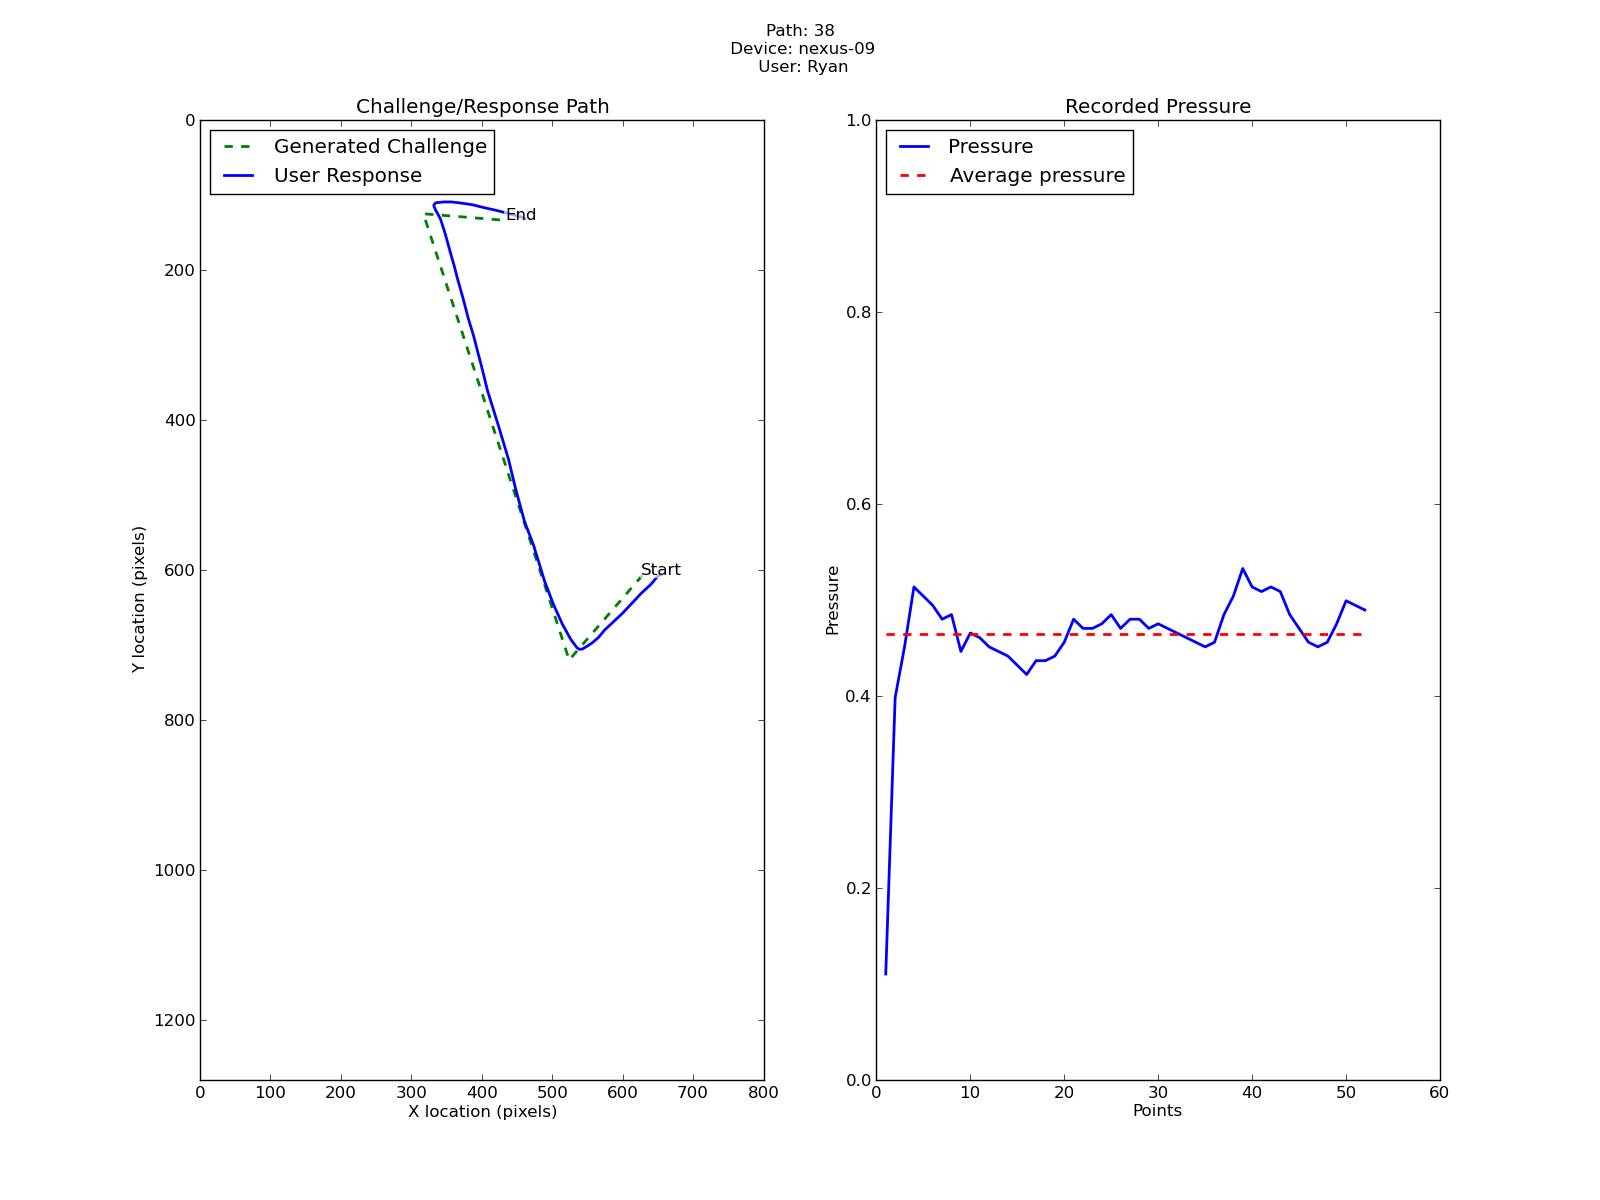 Path: 38
Device: nexus-09
User: Ryan
Challenge/Response Path
Generated Challenge
User Response
End
Start
0
200
400
600
800
1000
1200
Y location (pixels)
0 100 200 300 400 500 600 700 800
X location (pixels)
Recorded Pressure
Pressure
Average pressure
1.0
0.8
0.6
0.4
0.2
0.0
Pressure
0 10 20 30 40 50 60
Points